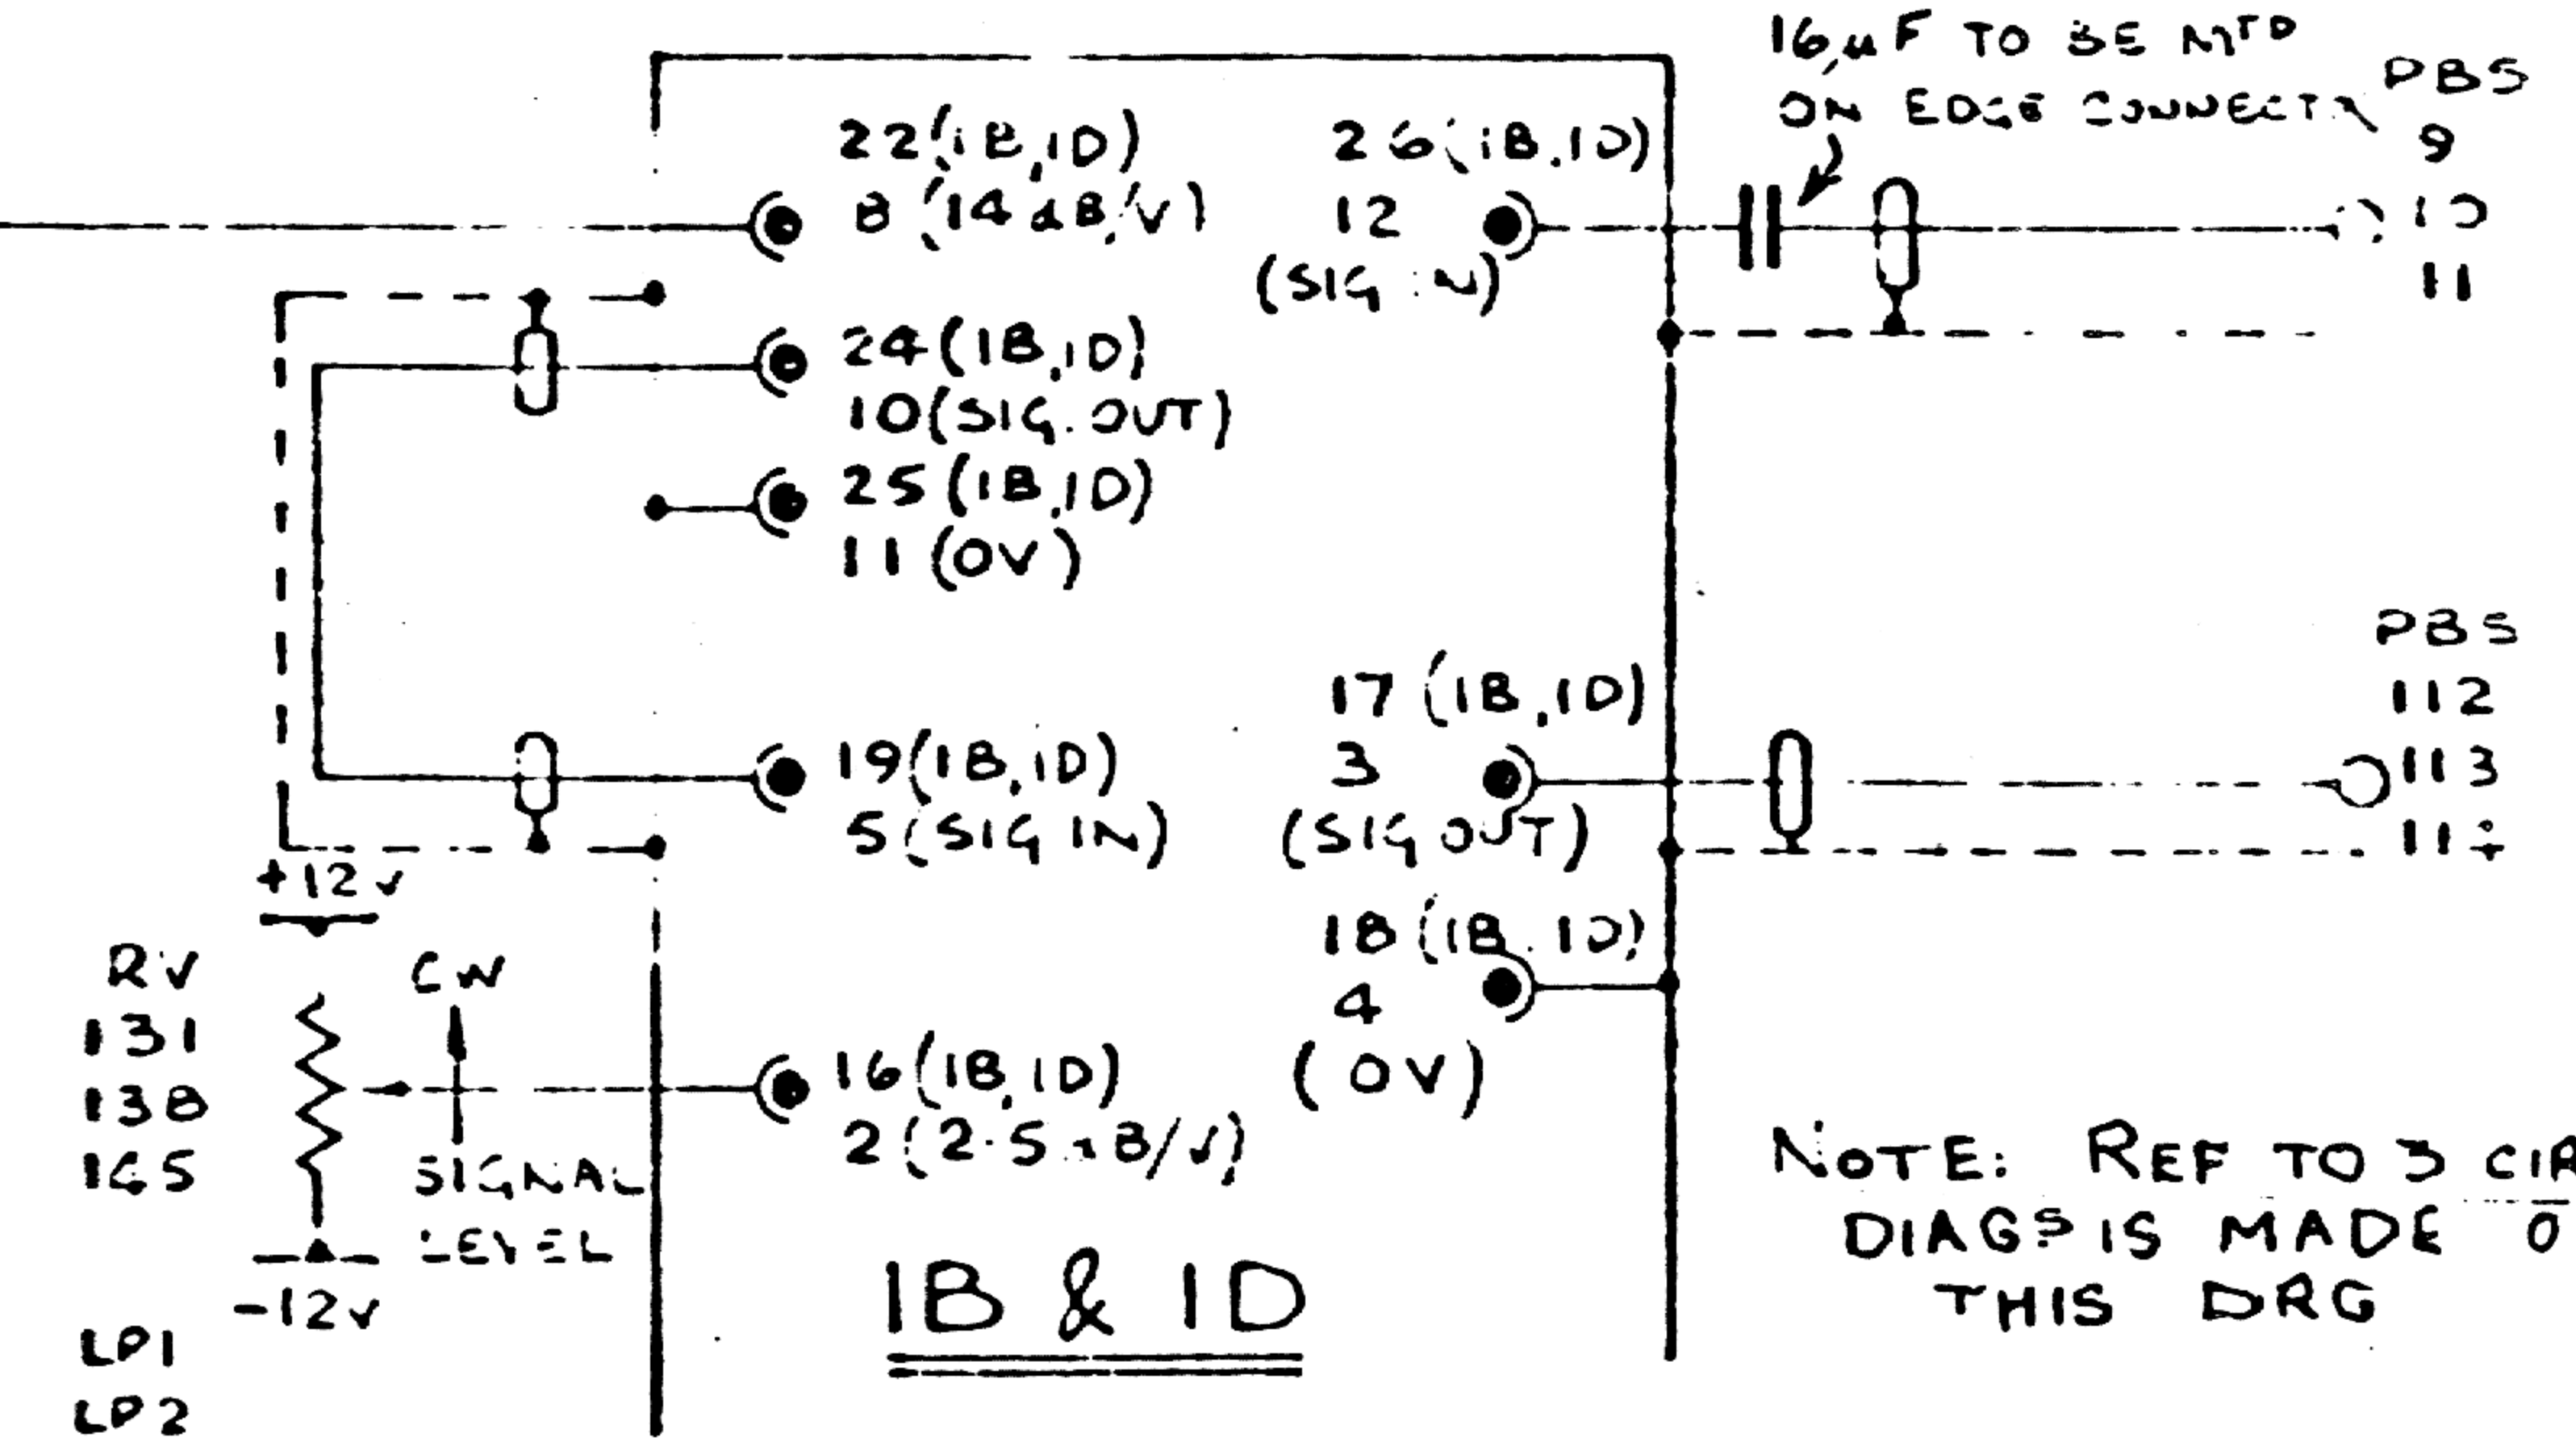 16µF TO BE MTD
ON EDGE CONNECTR
PBS
9
10
11
22(1B,1D)
8(14dB/V)
26(1B,1D)
12
(SIG IN)
24(1B,1D)
10(SIG.OUT)
25(1B,1D)
11(0V)
PBS
112
113
114
17(1B,1D)
3
(SIG OUT)
19(1B,1D)
5(SIG IN)
18(1B.1D)
4
(0V)
+12V
RV
131
138
CW
SIGNAL
LEVEL
-12V
16(1B,1D)
2(2.5dB/V)
LP1
LP2
1B & 1D
NOTE: REF TO 3 CIR
DIAGS IS MADE O
THIS DRG